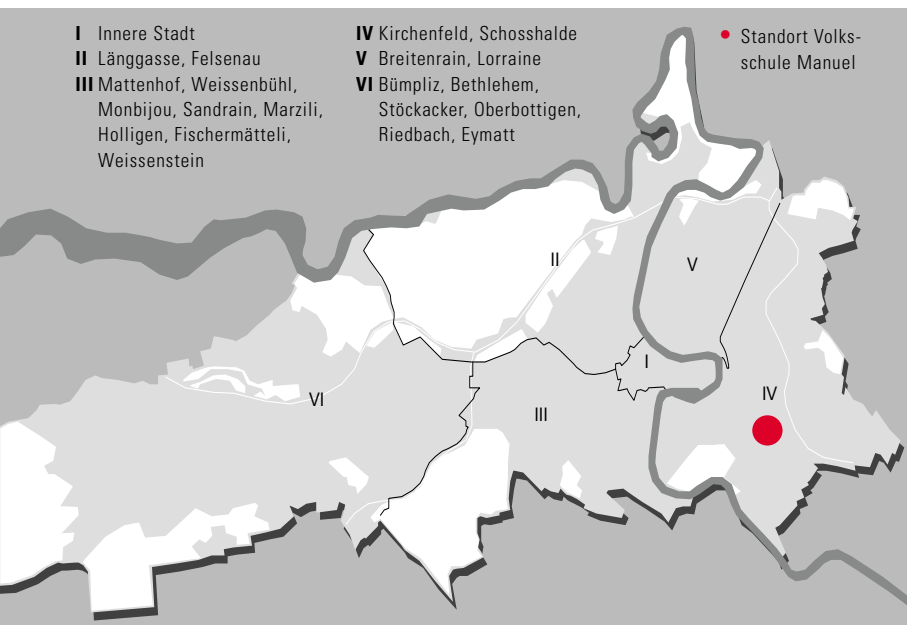 I Innere Stadt
II Länggasse, Felsenau
III Mattenhof, Weissenbühl,
Monbijou, Sandrain, Marzili,
Holligen, Fischermätteli,
Weissenstein
IV Kirchenfeld, Schosshalde
V Breitenrain, Lorraine
VI Bümpliz, Bethlehem,
Stöckacker, Oberbottigen,
Riedbach, Eymatt
Standort Volks-
schule Manuel
II
V
I
IV
VI
III